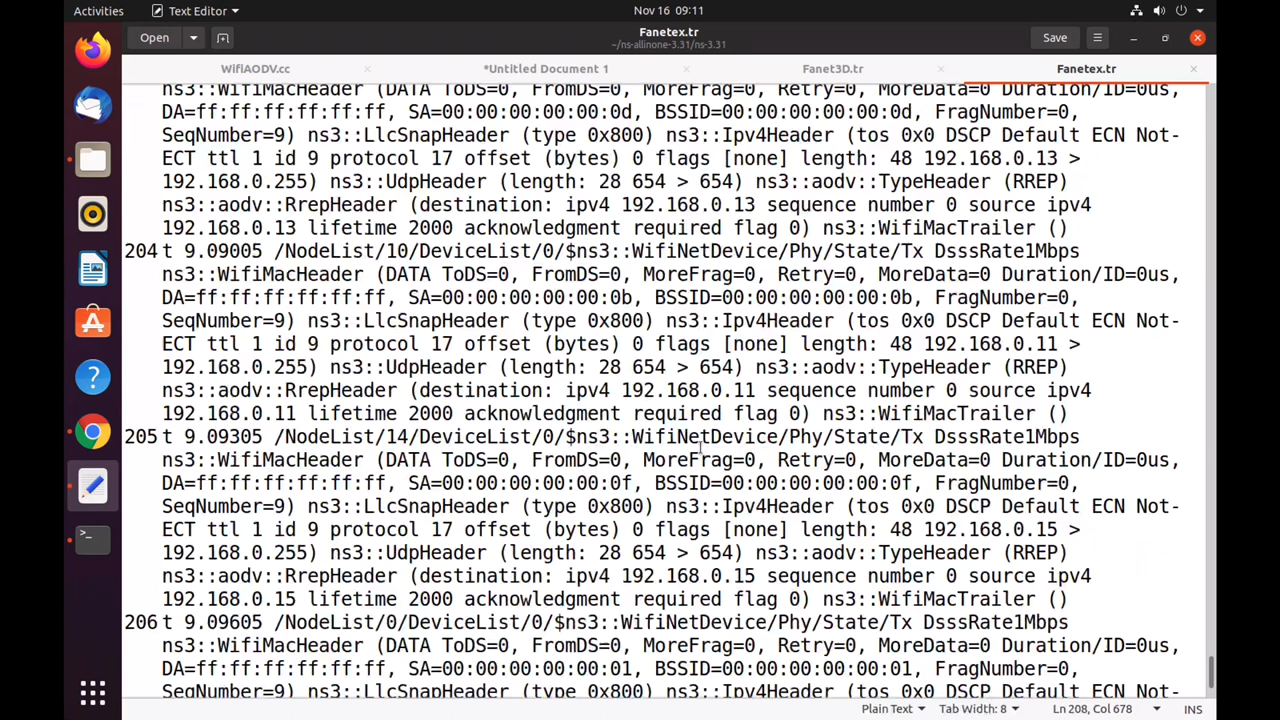 Activities
Text Editor
Nov 16 09:11
Open
Fanetex.tr
~/ns-allinone-3.31/ns-3.31
Save
WifiAODV.cc
*Untitled Document 1
Fanet3D.tr
Fanetex.tr
ns3::WifiMacHeader (DATA ToDS=0, FromDS=0, MoreFrag=0, Retry=0, MoreData=0 Duration/ID=0us,
DA=ff:ff:ff:ff:ff:ff, SA=00:00:00:00:00:0d, BSSID=00:00:00:00:00:0d, FragNumber=0,
SeqNumber=9) ns3::LlcSnapHeader (type 0x800) ns3::Ipv4Header (tos 0x0 DSCP Default ECN Not-
ECT ttl 1 id 9 protocol 17 offset (bytes) 0 flags [none] length: 48 192.168.0.13 >
192.168.0.255) ns3::UdpHeader (length: 28 654 > 654) ns3::aodv::TypeHeader (RREP)
ns3::aodv::RrepHeader (destination: ipv4 192.168.0.13 sequence number 0 source ipv4
192.168.0.13 lifetime 2000 acknowledgment required flag 0) ns3::WifiMacTrailer ()
204 t 9.09005 /NodeList/10/DeviceList/0/$ns3::WifiNetDevice/Phy/State/Tx DsssRate1Mbps
ns3::WifiMacHeader (DATA ToDS=0, FromDS=0, MoreFrag=0, Retry=0, MoreData=0 Duration/ID=0us,
DA=ff:ff:ff:ff:ff:ff, SA=00:00:00:00:00:0b, BSSID=00:00:00:00:00:0b, FragNumber=0,
SeqNumber=9) ns3::LlcSnapHeader (type 0x800) ns3::Ipv4Header (tos 0x0 DSCP Default ECN Not-
ECT ttl 1 id 9 protocol 17 offset (bytes) 0 flags [none] length: 48 192.168.0.11 >
192.168.0.255) ns3::UdpHeader (length: 28 654 > 654) ns3::aodv::TypeHeader (RREP)
ns3::aodv::RrepHeader (destination: ipv4 192.168.0.11 sequence number 0 source ipv4
192.168.0.11 lifetime 2000 acknowledgment required flag 0) ns3::WifiMacTrailer ()
205 t 9.09305 /NodeList/14/DeviceList/0/$ns3::WifiNetDevice/Phy/State/Tx DsssRate1Mbps
ns3::WifiMacHeader (DATA ToDS=0, FromDS=0, MoreFrag=0, Retry=0, MoreData=0 Duration/ID=0us,
DA=ff:ff:ff:ff:ff:ff, SA=00:00:00:00:00:0f, BSSID=00:00:00:00:00:0f, FragNumber=0,
SeqNumber=9) ns3::LlcSnapHeader (type 0x800) ns3::Ipv4Header (tos 0x0 DSCP Default ECN Not-
ECT ttl 1 id 9 protocol 17 offset (bytes) 0 flags [none] length: 48 192.168.0.15 >
192.168.0.255) ns3::UdpHeader (length: 28 654 > 654) ns3::aodv::TypeHeader (RREP)
ns3::aodv::RrepHeader (destination: ipv4 192.168.0.15 sequence number 0 source ipv4
192.168.0.15 lifetime 2000 acknowledgment required flag 0) ns3::WifiMacTrailer ()
206 t 9.09605 /NodeList/0/DeviceList/0/$ns3::WifiNetDevice/Phy/State/Tx DsssRate1Mbps
ns3::WifiMacHeader (DATA ToDS=0, FromDS=0, MoreFrag=0, Retry=0, MoreData=0 Duration/ID=0us,
DA=ff:ff:ff:ff:ff:ff, SA=00:00:00:00:00:01, BSSID=00:00:00:00:00:01, FragNumber=0,
SeqNumber=9) ns3::LlcSnapHeader (type 0x800) ns3::Ipv4Header (tos 0x0 DSCP Default ECN Not-
Plain Text
Tab Width: 8
Ln 208, Col 678
INS